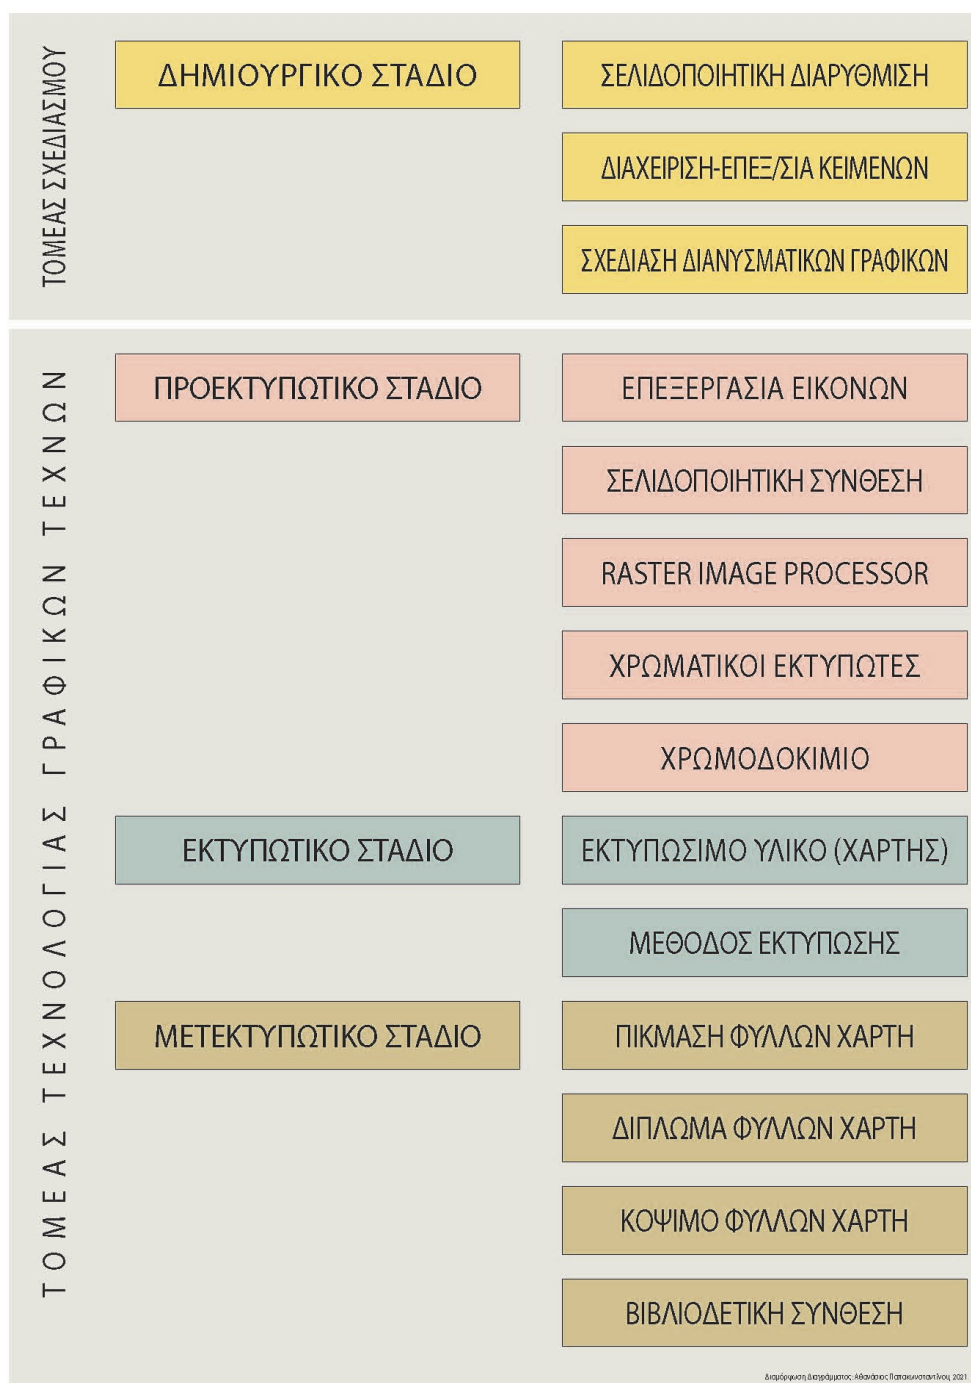 ΤΟΜΕΑΣ ΣΧΕΔΙΑΣΜΟΥ
ΔΗΜΙΟΥΡΓΙΚΟ ΣΤΑΔΙΟ
ΣΕΛΙΔΟΠΟΙΗΤΙΚΗ ΔΙΑΡΥΘΜΙΣΗ
ΔΙΑΧΕΙΡΙΣΗ-ΕΠΕΞ/ΣΙΑ ΚΕΙΜΕΝΩΝ
ΣΧΕΔΙΑΣΗ ΔΙΑΝΥΣΜΑΤΙΚΩΝ ΓΡΑΦΙΚΩΝ
ΤΟΜΕΑΣ ΤΕΧΝΟΛΟΓΙΑΣ ΓΡΑΦΙΚΩΝ ΤΕΧΝΩΝ
ΠΡΟΕΚΤΥΠΩΤΙΚΟ ΣΤΑΔΙΟ
ΕΠΕΞΕΡΓΑΣΙΑ ΕΙΚΟΝΩΝ
ΣΕΛΙΔΟΠΟΙΗΤΙΚΗ ΣΥΝΘΕΣΗ
RASTER IMAGE PROCESSOR
ΧΡΩΜΑΤΙΚΟΙ ΕΚΤΥΠΩΤΕΣ
ΧΡΩΜΟΔΟΚΙΜΙΟ
ΕΚΤΥΠΩΤΙΚΟ ΣΤΑΔΙΟ
ΕΚΤΥΠΩΣΙΜΟ ΥΛΙΚΟ (ΧΑΡΤΗΣ)
ΜΕΘΟΔΟΣ ΕΚΤΥΠΩΣΗΣ
ΜΕΤΕΚΤΥΠΩΤΙΚΟ ΣΤΑΔΙΟ
ΠΙΚΜΑΣΗ ΦΥΛΛΩΝ ΧΑΡΤΗ
ΔΙΠΛΩΜΑ ΦΥΛΛΩΝ ΧΑΡΤΗ
ΚΟΨΙΜΟ ΦΥΛΛΩΝ ΧΑΡΤΗ
ΒΙΒΛΙΟΔΕΤΙΚΗ ΣΥΝΘΕΣΗ
Διαμόρφωση Διαγράμματος: Αθανάσιος Παπακωνσταντίνου, 2021